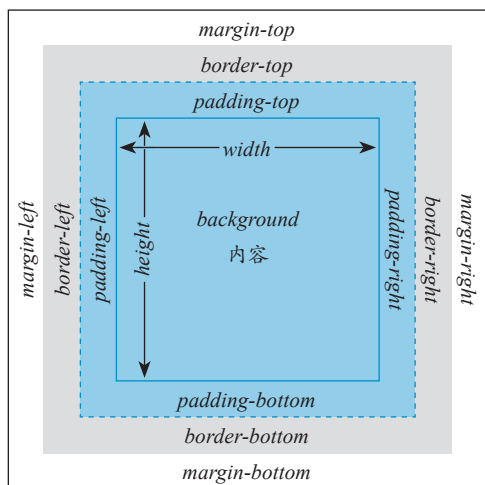 margin-top
border-top
padding-top
width
margin-left
border-left
padding-left
height
background
内容
padding-right
border-right
margin-right
padding-bottom
border-bottom
margin-bottom